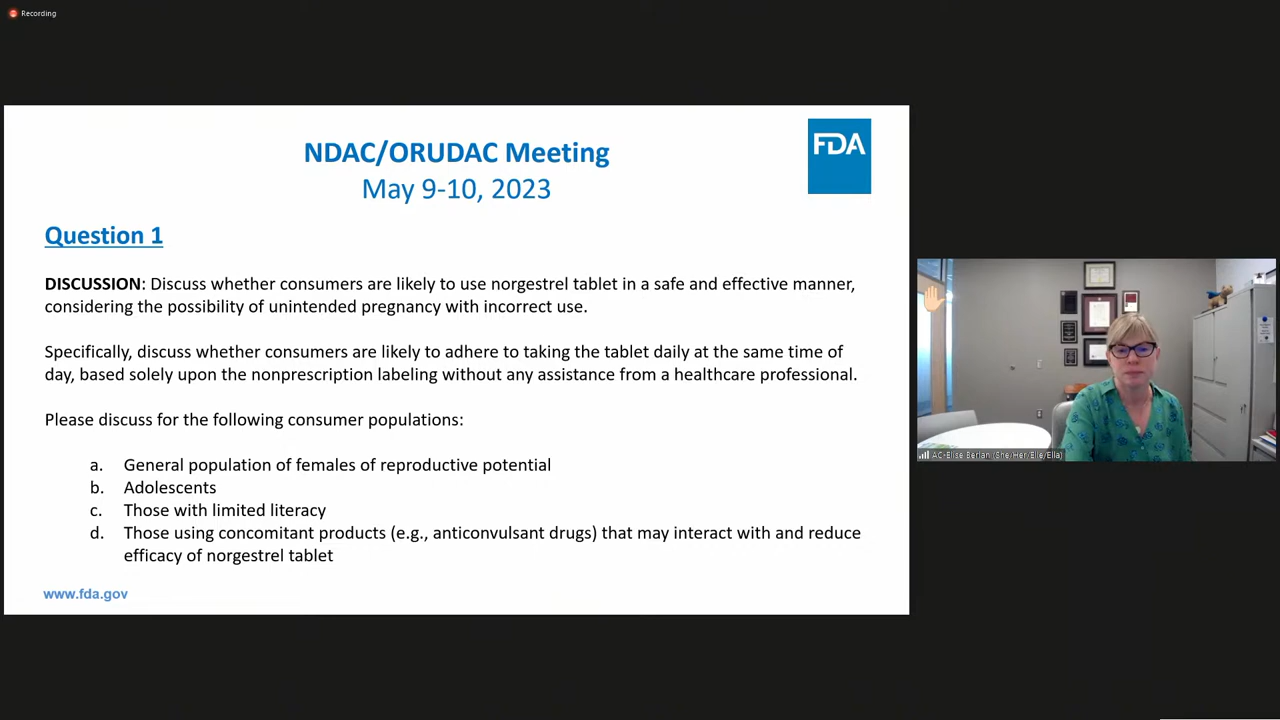 Recording
NDAC/ORUDAC Meeting
May 9-10, 2023
FDA
Question 1
DISCUSSION: Discuss whether consumers are likely to use norgestrel tablet in a safe and effective manner,
considering the possibility of unintended pregnancy with incorrect use.
Specifically, discuss whether consumers are likely to adhere to taking the tablet daily at the same time of
day, based solely upon the nonprescription labeling without any assistance from a healthcare professional.
Please discuss for the following consumer populations:
a. General population of females of reproductive potential
b. Adolescents
c. Those with limited literacy
d. Those using concomitant products (e.g., anticonvulsant drugs) that may interact with and reduce
efficacy of norgestrel tablet
www.fda.gov
AC-Elise Berlan (She/Her/Elle/Ella)